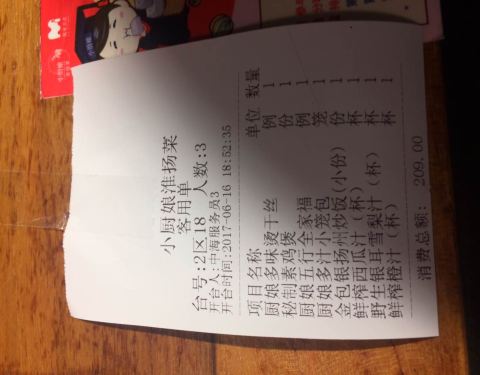 小厨娘淮扬菜
客用单
台号:2区18 人数:3
开台人:中海服务员3
开台时间:2017-06-16 18:52:35
项目名称 单位 数量
厨娘多味烫干丝 例 1
秘制素鸡煲 份 1
厨娘五行全家福 例 1
厨娘多汁小笼包 笼 1
金包银扬州炒饭(小份) 份 1
鲜榨西瓜汁(杯) 杯 1
野生银耳雪梨汁(杯) 杯 1
鲜榨橙汁(杯) 杯 1
消费总额: 209.00
小厨娘